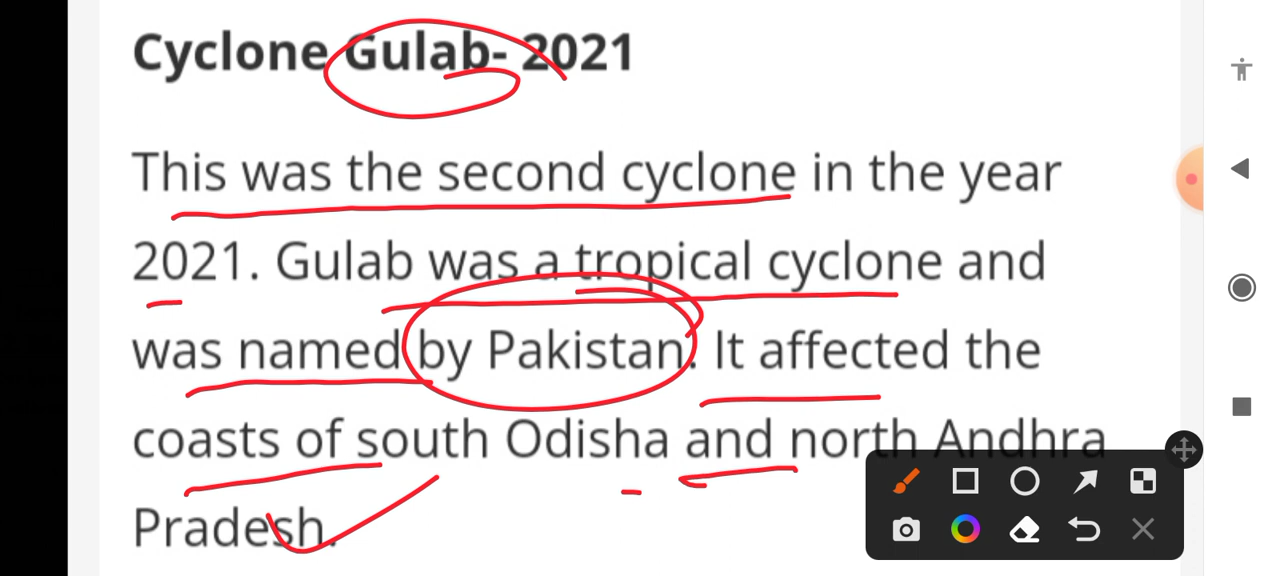 Cyclone Gulab- 2021
This was the second cyclone in the year
2021. Gulab was a tropical cyclone and
was named by Pakistan. It affected the
coasts of south Odisha and north Andhra
Pradesh.